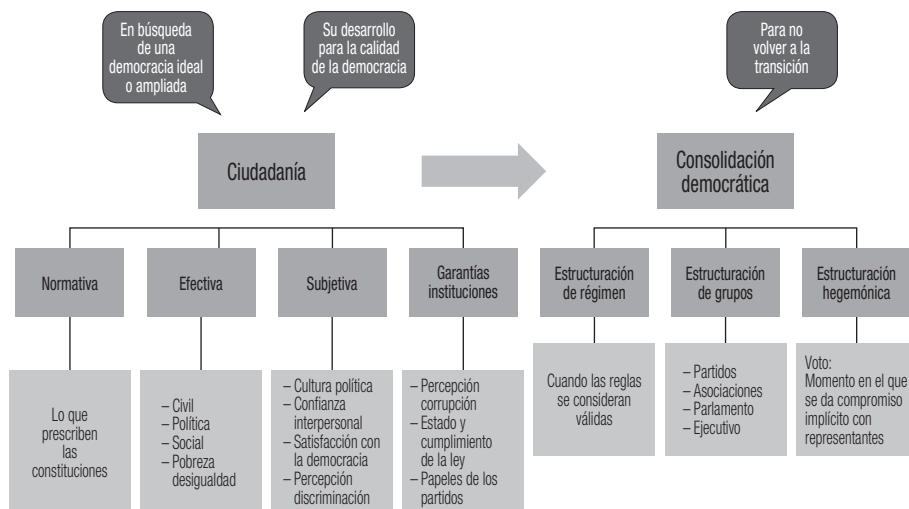 En búsqueda
de una
democracia ideal
o ampliada
Su desarrollo
para la calidad
de la democracia
Para no
volver a la
transición
Ciudadanía
Consolidación
democrática
Normativa
Efectiva
Subjetiva
Garantías
instituciones
Estructuración
de régimen
Estructuración
de grupos
Estructuración
hegemónica
Lo que
prescriben
las
constituciones
– Civil
– Política
– Social
– Pobreza
desigualdad
– Cultura política
– Confianza
interpersonal
– Satisfacción con
la democracia
– Percepción
discriminación
– Percepción
corrupción
– Estado y
cumplimiento
de la ley
– Papeles de los
partidos
Cuando las reglas
se consideran
válidas
– Partidos
– Asociaciones
– Parlamento
– Ejecutivo
Voto:
Momento en el que
se da compromiso
implícito con
representantes